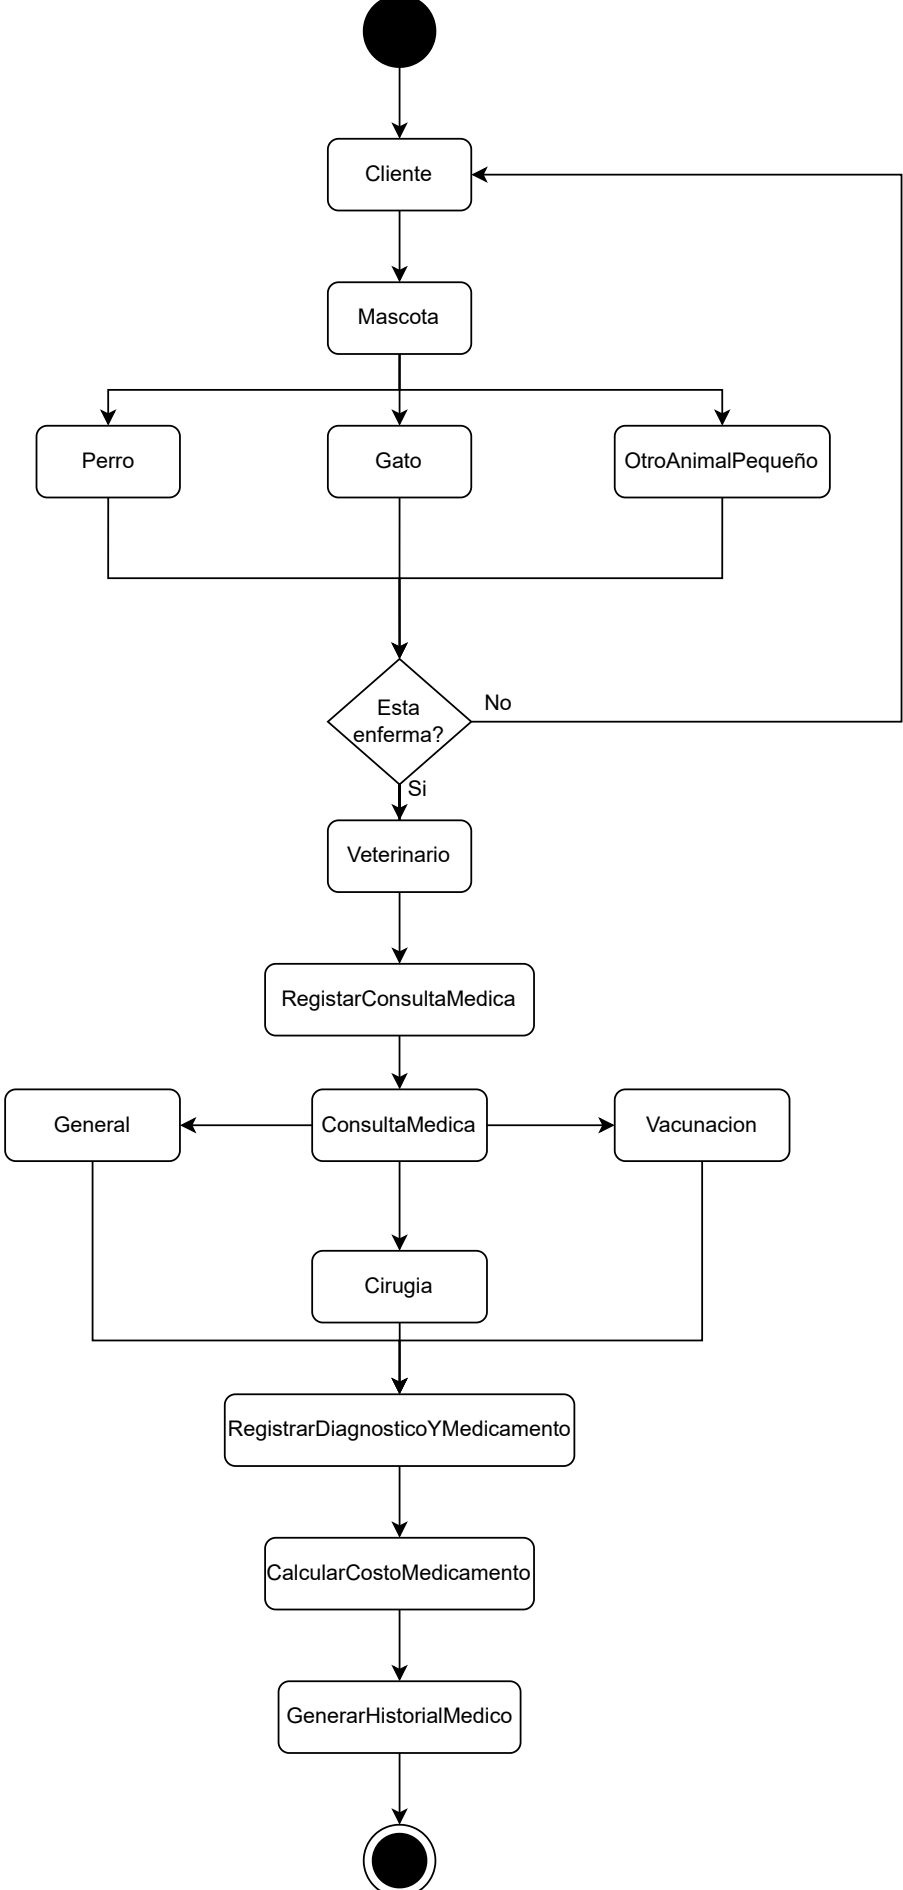 Cliente
Mascota
Perro
Gato
OtroAnimalPequeño
Esta
enferma?
No
Si
Veterinario
RegistarConsultaMedica
General
ConsultaMedica
Vacunacion
Cirugia
RegistrarDiagnosticoYMedicamento
CalcularCostoMedicamento
GenerarHistorialMedico